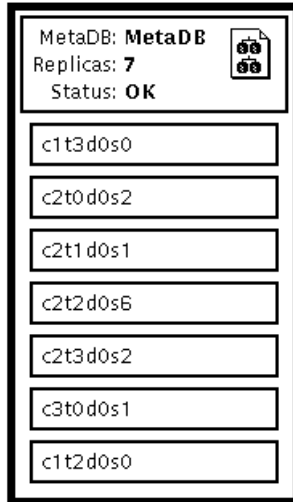 MetaDB: MetaDB
Replicas: 7
Status: OK
c1t3d0s0
c2t0d0s2
c2t1d0s1
c2t2d0s6
c2t3d0s2
c3t0d0s1
c1t2d0s0